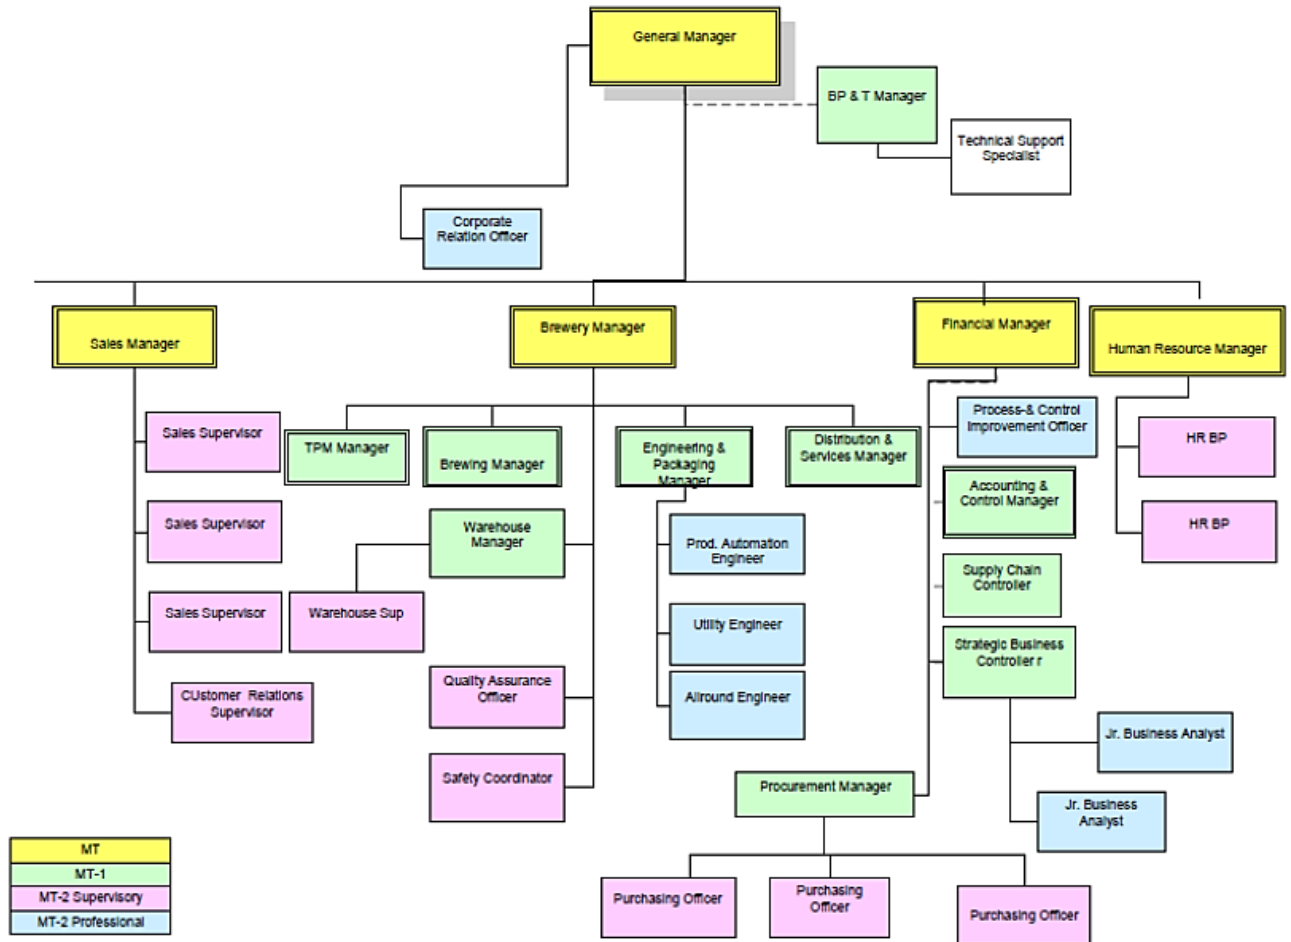 General Manager
BP & T Manager
Technical Support
Specialist
Corporate
Relation Officer
Sales Manager
Brewery Manager
Financial Manager
Human Resource Manager
Sales Supervisor
TPM Manager
Brewing Manager
Engineering &
Packaging
Manager
Distribution &
Services Manager
Process-& Control
Improvement Officer
HR BP
Accounting &
Control Manager
Sales Supervisor
Warehouse
Manager
Prod. Automation
Engineer
HR BP
Supply Chain
Controller
Sales Supervisor
Warehouse Sup
Utility Engineer
Strategic Business
Controller r
CUstomer Relations
Supervisor
Quality Assurance
Officer
Allround Engineer
Jr. Business Analyst
Safety Coordinator
Procurement Manager
Jr. Business
Analyst
MT
MT-1
MT-2 Supervisory
MT-2 Professional
Purchasing Officer
Purchasing
Officer
Purchasing Officer